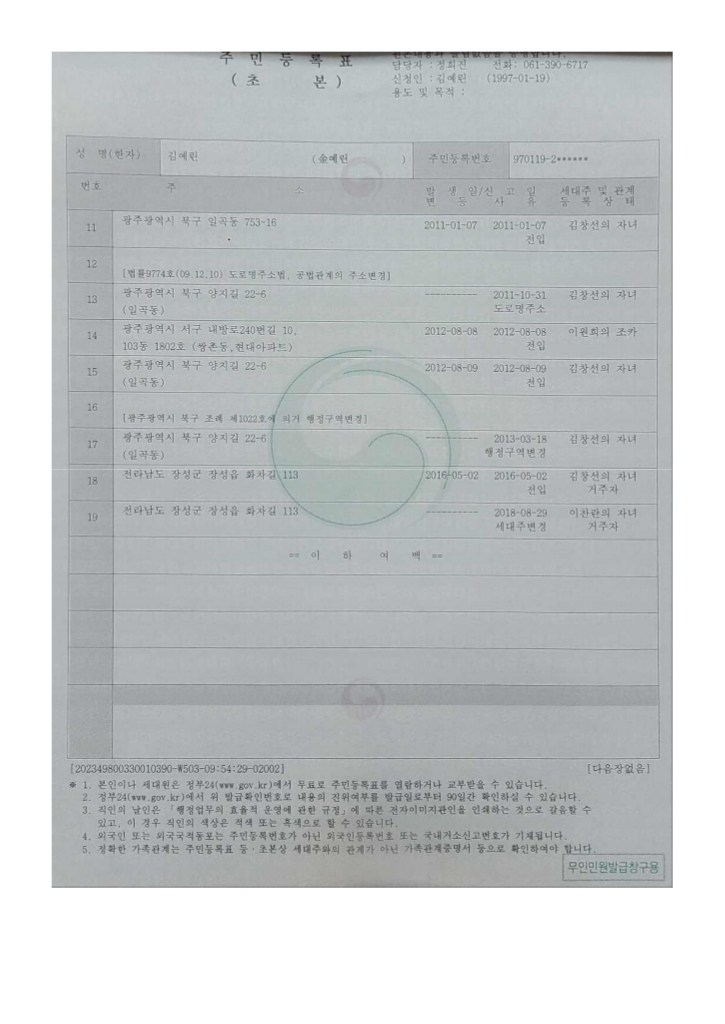 주 민 등 록 표
(초 본)
담당자 : 정희진 전화: 061-390-6717
신청인 : 김예린 (1997-01-19)
용도 및 목적 :
성 명(한자) 김예린 (金예린 ) 주민등록번호 970119-2******
번호 주 소 발 생 일/신 고 일 세대주 및 관계
변 동 사 유 등 록 상 태
11 광주광역시 북구 일곡동 753-16 2011-01-07 2011-01-07 김창선의 자녀
전입
12
[법률9774호(09.12.10) 도로명주소법, 공법관계의 주소변경]
13 광주광역시 북구 양지길 22-6 ---------- 2011-10-31 김창선의 자녀
(일곡동) 도로명주소
14 광주광역시 서구 내방로240번길 10, 2012-08-08 2012-08-08 이원희의 조카
103동 1802호 (쌍촌동,현대아파트) 전입
15 광주광역시 북구 양지길 22-6 2012-08-09 2012-08-09 김창선의 자녀
(일곡동) 전입
16
[광주광역시 북구 조례 제1022호에 의거 행정구역변경]
17 광주광역시 북구 양지길 22-6 ---------- 2013-03-18 김창선의 자녀
(일곡동) 행정구역변경
18 전라남도 장성군 장성읍 화차길 113 2016-05-02 2016-05-02 김창선의 자녀
전입 거주자
19 전라남도 장성군 장성읍 화차길 113 ---------- 2018-08-29 이찬란의 자녀
세대주변경 거주자
== 이 하 여 백 ==
[202349800330010390-W503-09:54:29-02002] [다음장없음]
※ 1. 본인이나 세대원은 정부24(www.gov.kr)에서 무료로 주민등록표를 열람하거나 교부받을 수 있습니다.
2. 정부24(www.gov.kr)에서 위 발급확인번호로 내용의 진위여부를 발급일로부터 90일간 확인하실 수 있습니다.
3. 직인의 날인은 「행정업무의 효율적 운영에 관한 규정」에 따른 전자이미지관인을 인쇄하는 것으로 갈음할 수
있고, 이 경우 직인의 색상은 적색 또는 흑색으로 할 수 있습니다.
4. 외국인 또는 외국국적동포는 주민등록번호가 아닌 외국인등록번호 또는 국내거소신고번호가 기재됩니다.
5. 정확한 가족관계는 주민등록표 등·초본상 세대주와의 관계가 아닌 가족관계증명서 등으로 확인하여야 합니다.
무인민원발급창구용